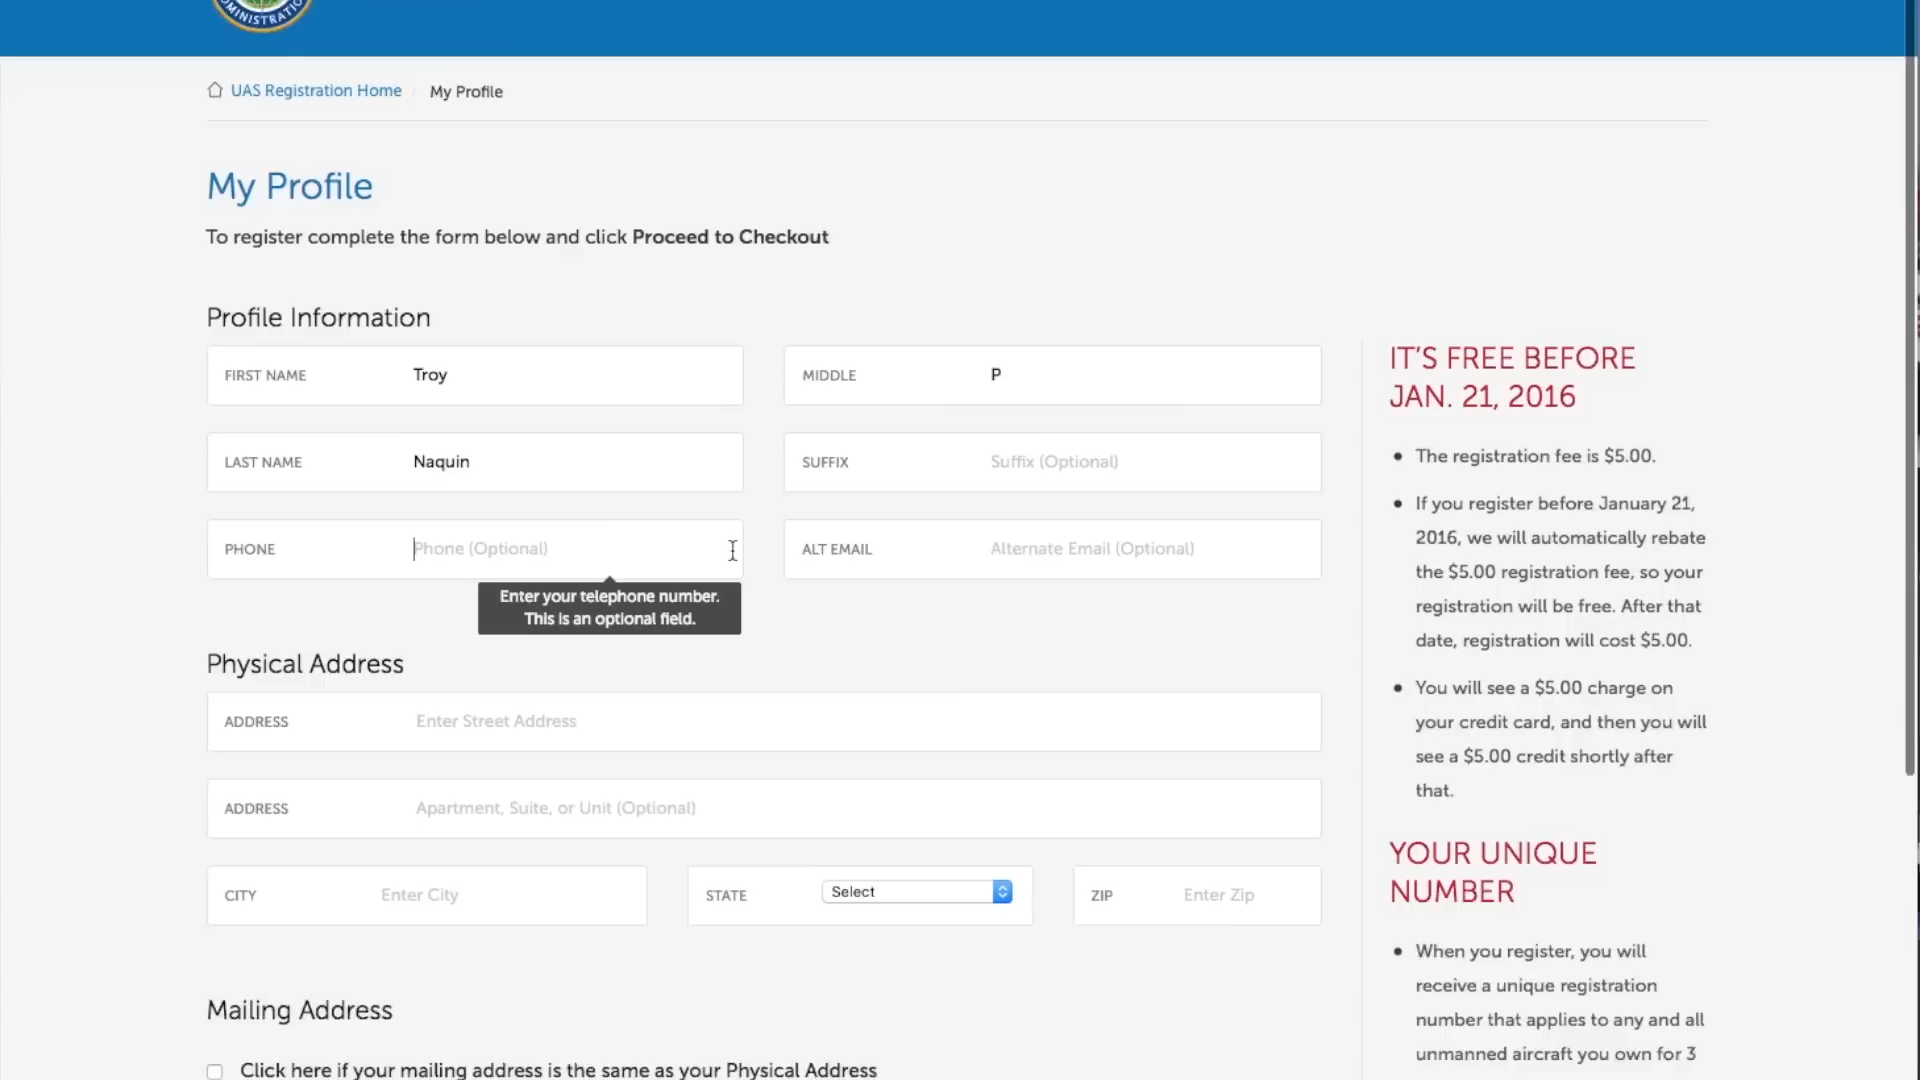 MINISTRATIO
UAS Registration Home
My Profile
My Profile
To register complete the form below and click Proceed to Checkout
Profile Information
FIRST NAME Troy
MIDDLE P
LAST NAME Naquin
SUFFIX Suffix (Optional)
PHONE Phone (Optional)
ALT EMAIL Alternate Email (Optional)
Enter your telephone number.
This is an optional field.
Physical Address
ADDRESS Enter Street Address
ADDRESS Apartment, Suite, or Unit (Optional)
CITY Enter City
STATE Select
ZIP Enter Zip
Mailing Address
Click here if your mailing address is the same as your Physical Address
IT'S FREE BEFORE
JAN. 21, 2016
• The registration fee is $5.00.
• If you register before January 21,
2016, we will automatically rebate
the $5.00 registration fee, so your
registration will be free. After that
date, registration will cost $5.00.
• You will see a $5.00 charge on
your credit card, and then you will
see a $5.00 credit shortly after
that.
YOUR UNIQUE
NUMBER
• When you register, you will
receive a unique registration
number that applies to any and all
unmanned aircraft you own for 3